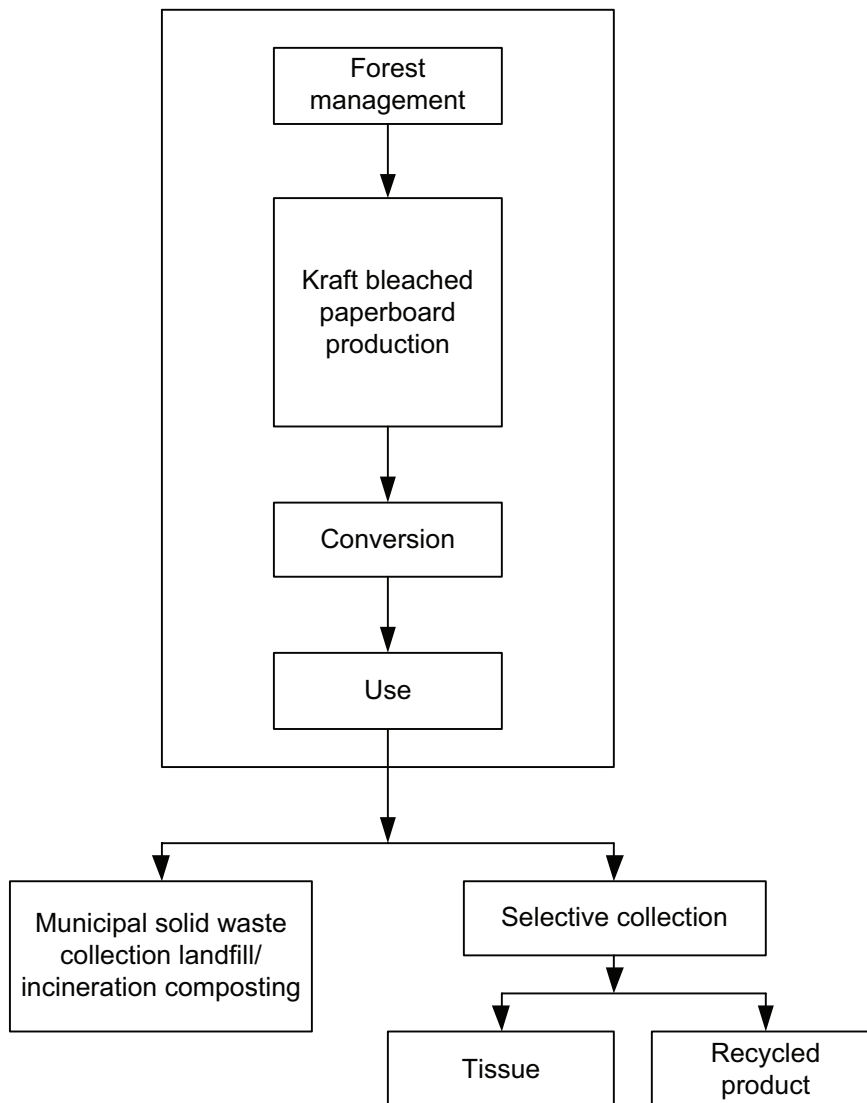 Forest
management
Kraft bleached
paperboard
production
Conversion
Use
Municipal solid waste
collection landfill/
incineration composting
Selective collection
Tissue
Recycled
product